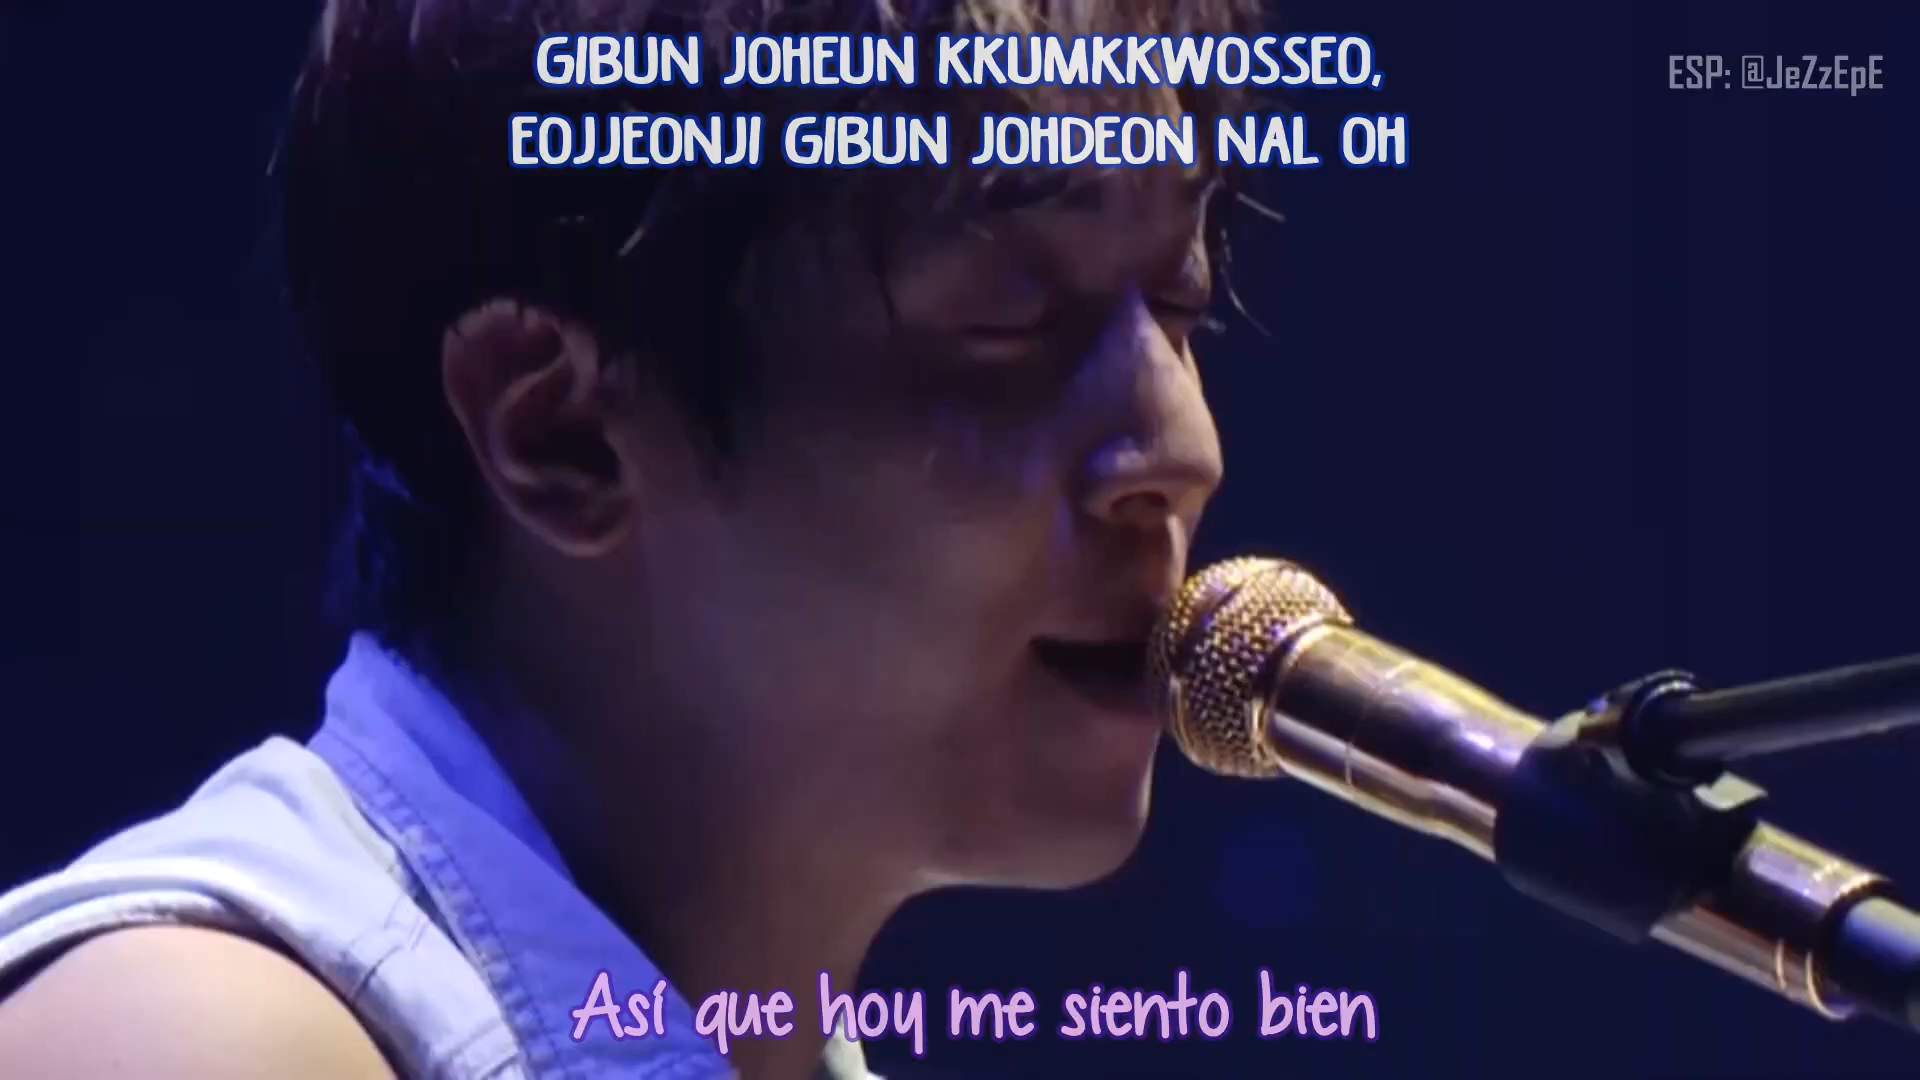 GIBUN JOHEUN KKUMKKWOSSEO,
EOJJEONJI GIBUN JOHDEON NAL OH
ESP: @JeZzEpE
Así que hoy me siento bien